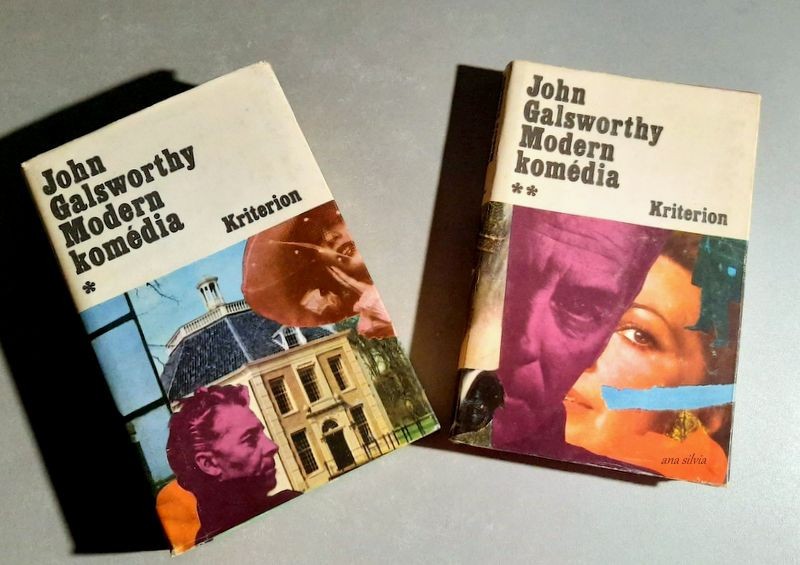 John
Galsworthy
Modern
komédia
*
Kriterion
John
Galsworthy
Modern
komédia
**
Kriterion
ana silvia